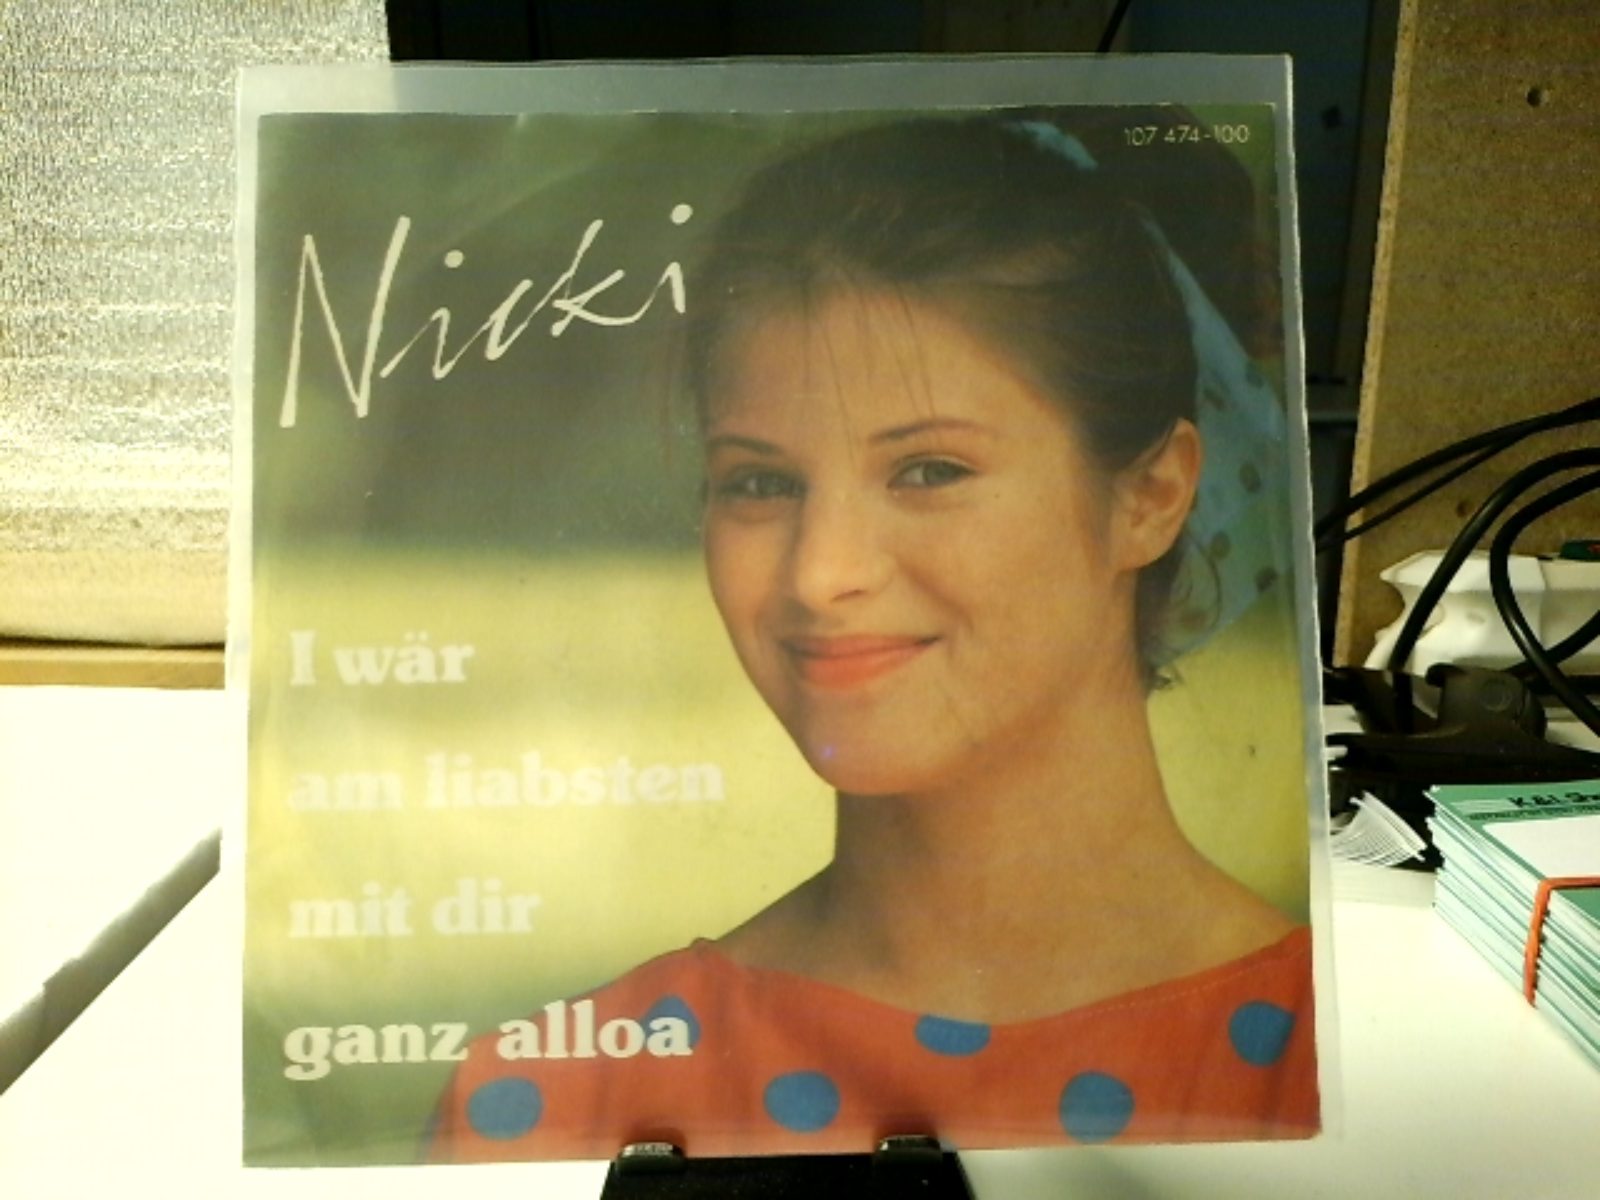 107 474-100
Nicki
I wär
am liabsten
mit dir
ganz alloa